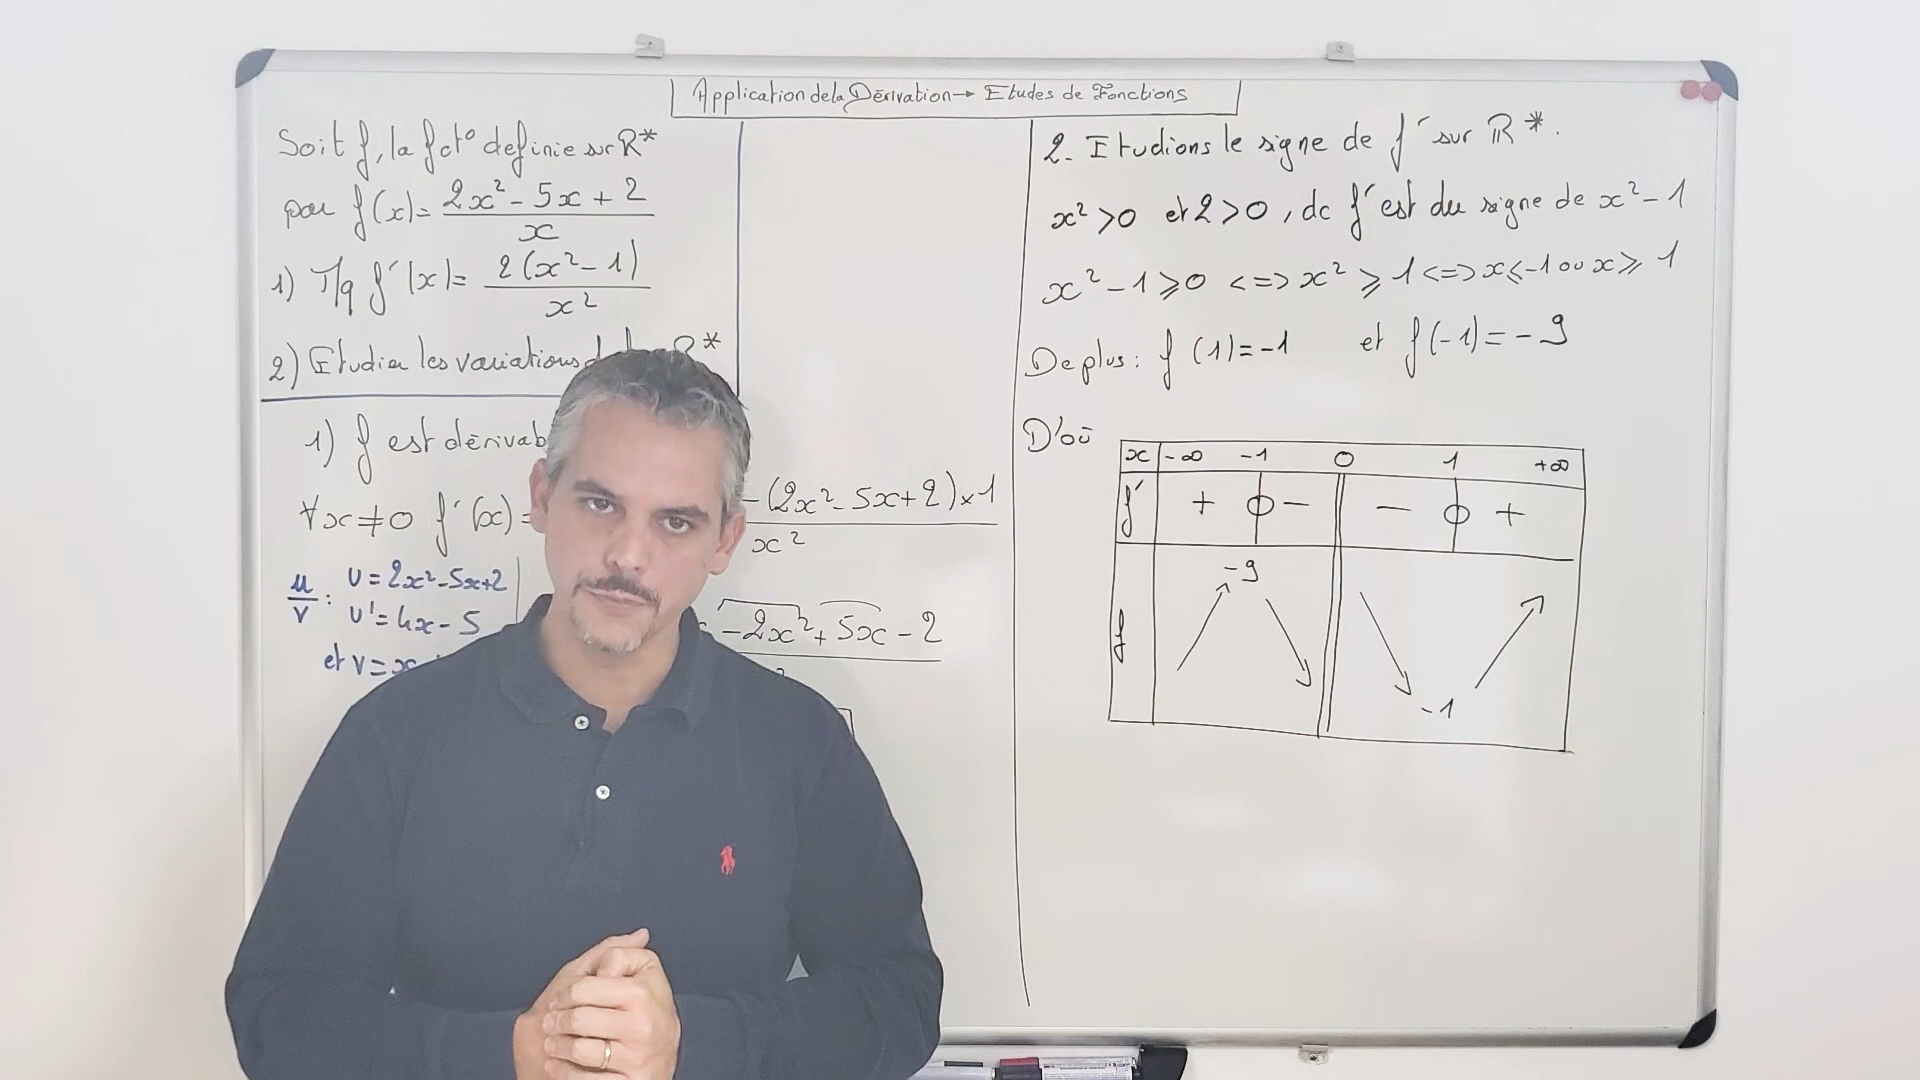 Application de la Dérivation → Etudes de Fonctions
Soit f, la fct° definie sur ℝ*
par f(x)= (2x² - 5x + 2)/x
1) T/q f'(x)= 2(x²-1)/x²
2) Etudier les variations ℝ*
1) f est dérivab
∀x≠0 f'(x)= -(2x²-5x+2)×1
x²
u/v : U = 2x²-5x+2
U' = 4x-5
et V = x
-2x²+5x-2
2. Etudions le signe de f' sur ℝ*.
x²>0 et 2>0, dc f' est du signe de x²-1
x²-1⩾0 <=> x²⩾1 <=> x⩽-1 ou x⩾1
De plus : f(1)=-1 et f(-1)=-9
D'où
x -∞ -1 0 1 +∞
f' + 0 - - 0 +
-9
f
-1